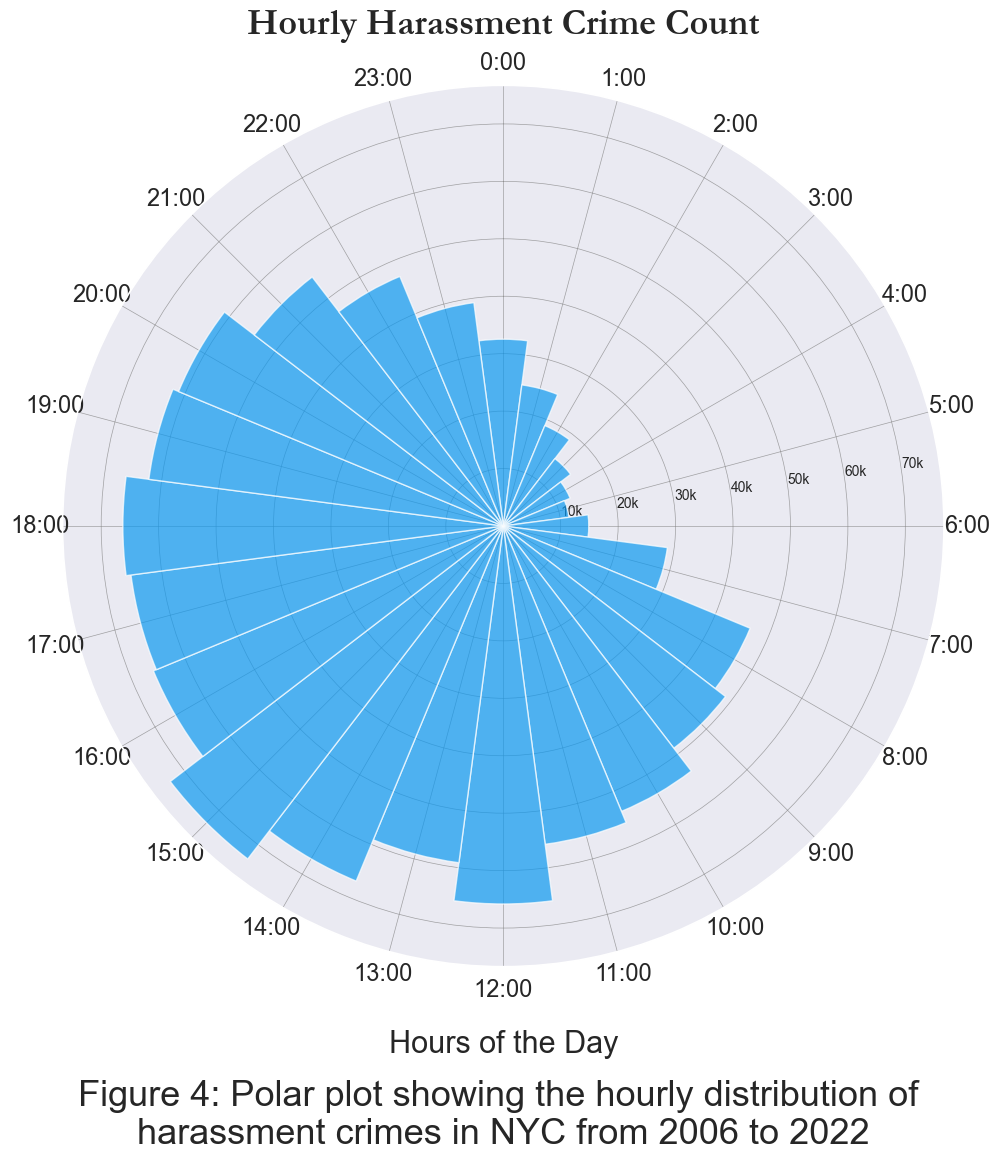 Hourly Harassment Crime Count
0:00
1:00
2:00
3:00
4:00
5:00
6:00
7:00
8:00
9:00
10:00
11:00
12:00
13:00
14:00
15:00
16:00
17:00
18:00
19:00
20:00
21:00
22:00
23:00
10k
20k
30k
40k
50k
60k
70k
Hours of the Day
Figure 4: Polar plot showing the hourly distribution of
harassment crimes in NYC from 2006 to 2022